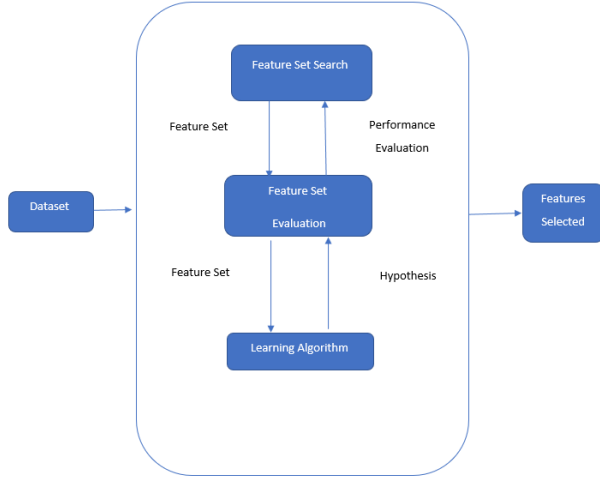 Feature Set Search
Feature Set
Performance
Evaluation
Feature Set
Evaluation
Dataset
Features
Selected
Feature Set
Hypothesis
Learning Algorithm